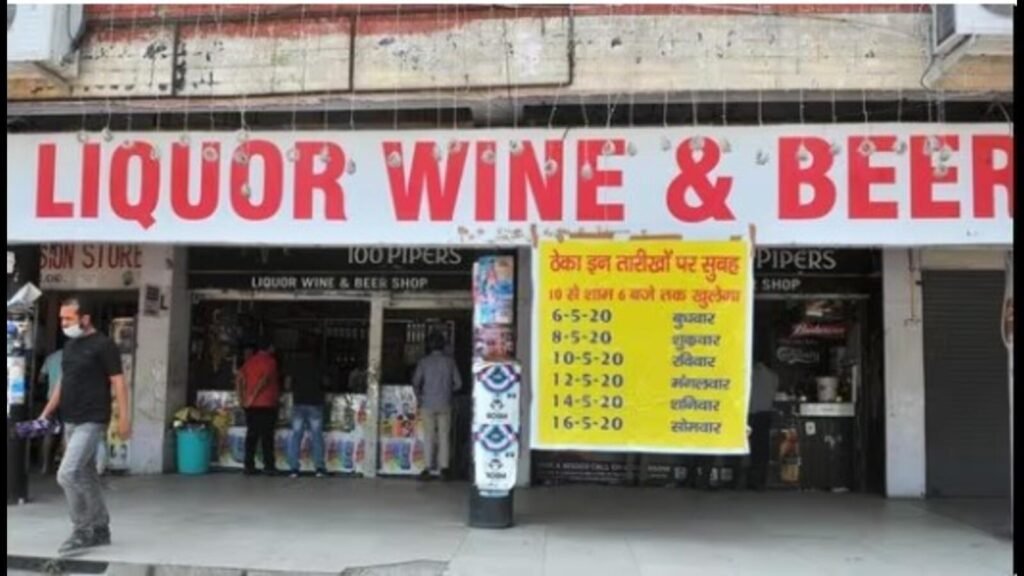 LIQUOR WINE & BEER
STORE
100 PIPERS
LIQUOR WINE & BEER SHOP
PIPERS
SHOP
ठेका इन तारीखों पर सुबह
10 से शाम 6 बजे तक खुलेगा
6-5-20 बुधवार
8-5-20 शुक्रवार
10-5-20 रविवार
12-5-20 मंगलवार
14-5-20 शनिवार
16-5-20 सोमवार
Budweiser